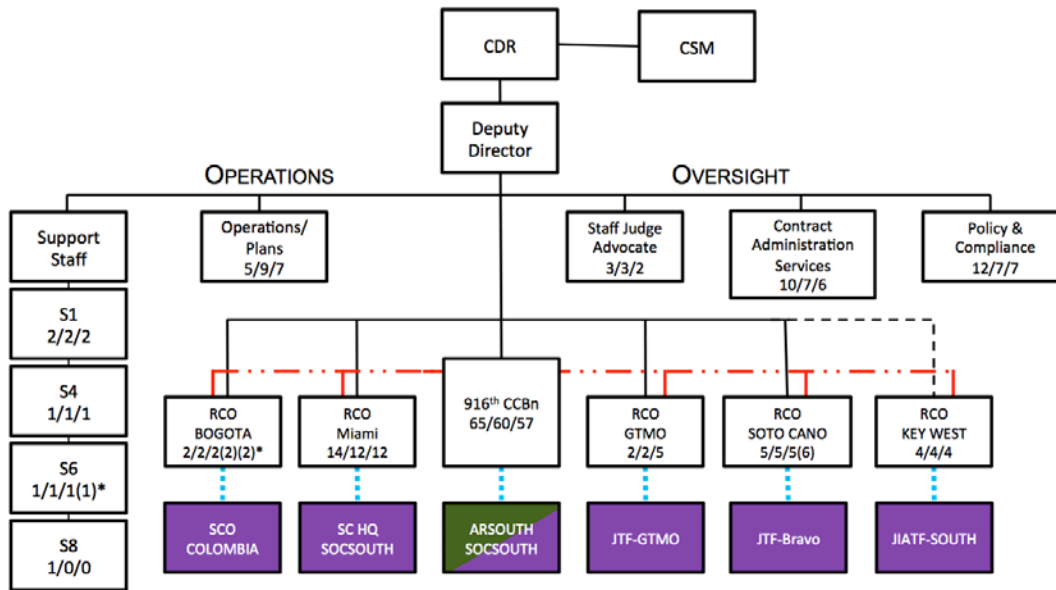 CDR
CSM
Deputy
Director
OPERATIONS
OVERSIGHT
Support
Staff
Operations/
Plans
5/9/7
Staff Judge
Advocate
3/3/2
Contract
Administration
Services
10/7/6
Policy &
Compliance
12/7/7
S1
2/2/2
S4
1/1/1
S6
1/1/1(1)*
S8
1/0/0
RCO
BOGOTA
2/2/2(2)(2)*
RCO
Miami
14/12/12
916th CCBn
65/60/57
RCO
GTMO
2/2/5
RCO
SOTO CANO
5/5/5(6)
RCO
KEY WEST
4/4/4
SCO
COLOMBIA
SC HQ
SOCSOUTH
ARSOUTH
SOCSOUTH
JTF-GTMO
JTF-Bravo
JIATF-SOUTH